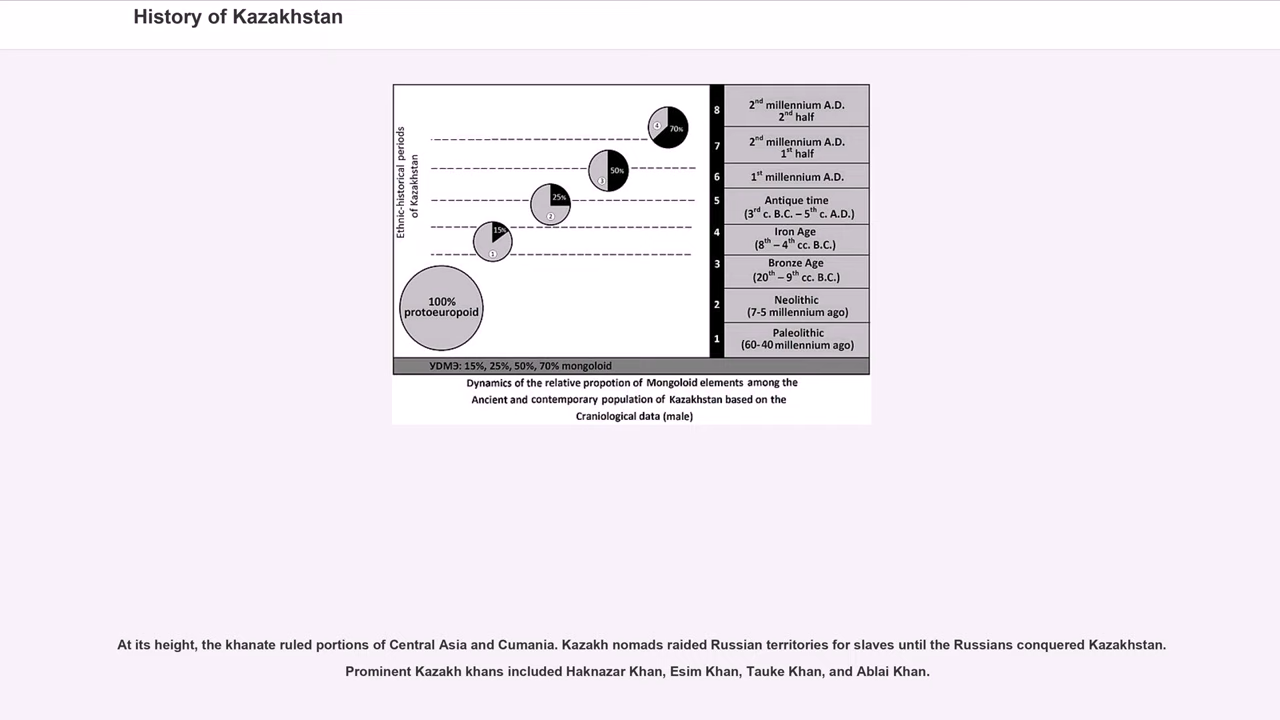 History of Kazakhstan
Ethnic-historical periods
of Kazakhstan
4
70%
3
50%
25%
2
15%
1
100%
protoeuropoid
8
2nd millennium A.D.
2nd half
7
2nd millennium A.D.
1st half
6
1st millennium A.D.
5
Antique time
(3rd c. B.C. – 5th c. A.D.)
4
Iron Age
(8th – 4th cc. B.C.)
3
Bronze Age
(20th – 9th cc. B.C.)
2
Neolithic
(7-5 millennium ago)
1
Paleolithic
(60-40 millennium ago)
УDMЭ: 15%, 25%, 50%, 70% mongoloid
Dynamics of the relative propotion of Mongoloid elements among the
Ancient and contemporary population of Kazakhstan based on the
Craniological data (male)
At its height, the khanate ruled portions of Central Asia and Cumania. Kazakh nomads raided Russian territories for slaves until the Russians conquered Kazakhstan.
Prominent Kazakh khans included Haknazar Khan, Esim Khan, Tauke Khan, and Ablai Khan.